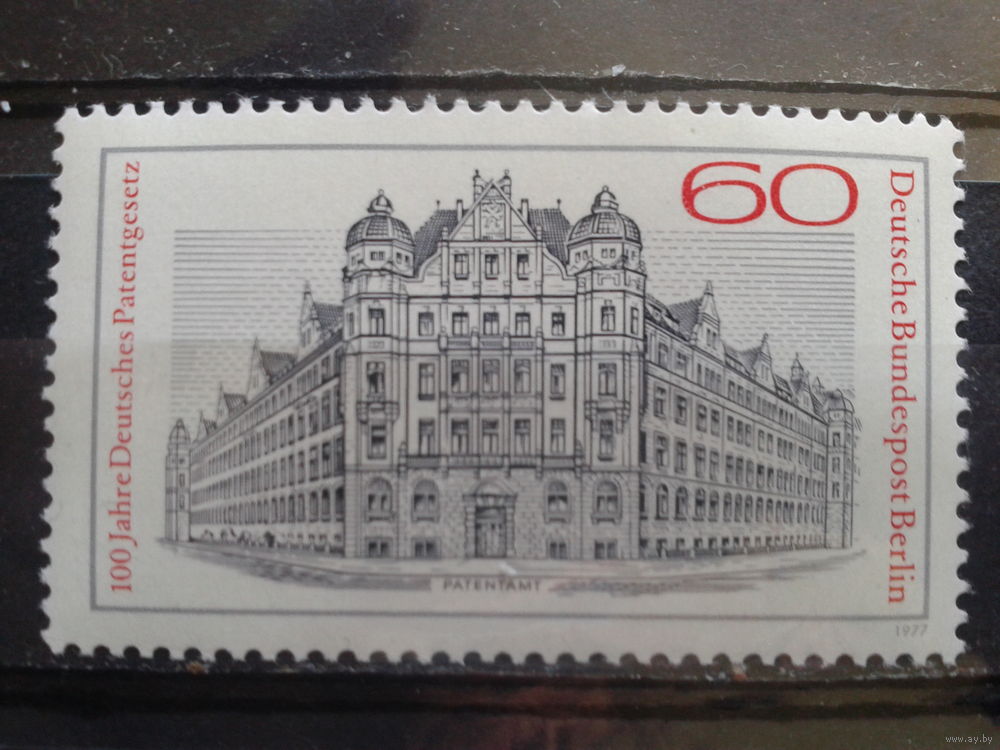 100 Jahre Deutsches Patentgesetz
60
Deutsche Bundespost Berlin
PATENTAMT
1977
www.ay.by